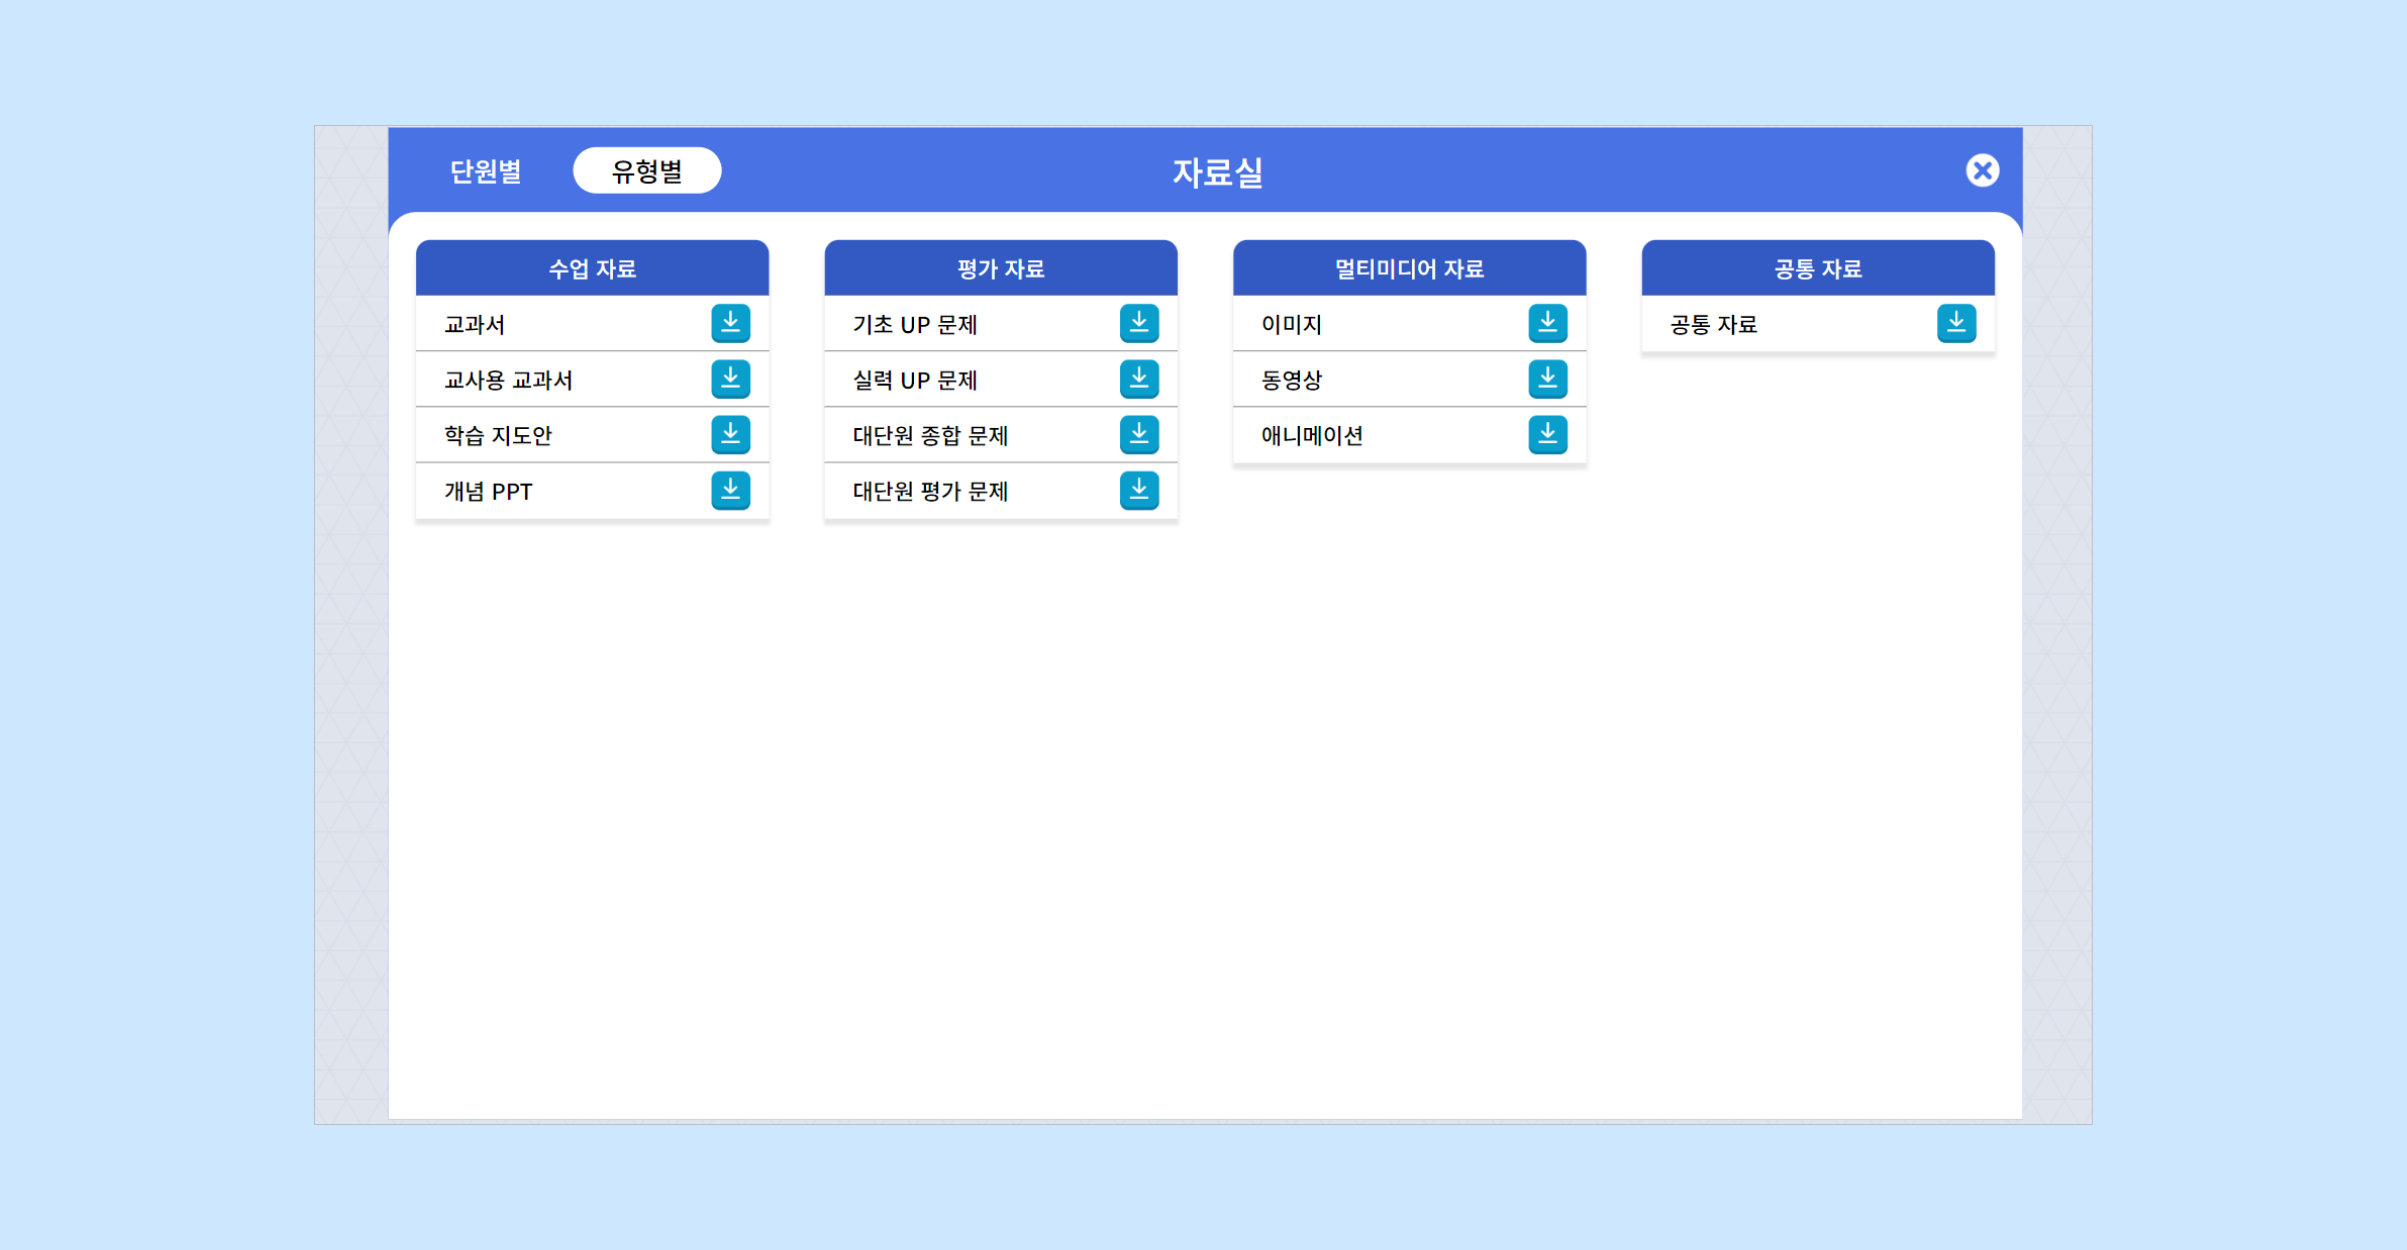 단원별 유형별 자료실
수업 자료
교과서
교사용 교과서
학습 지도안
개념 PPT
평가 자료
기초 UP 문제
실력 UP 문제
대단원 종합 문제
대단원 평가 문제
멀티미디어 자료
이미지
동영상
애니메이션
공통 자료
공통 자료